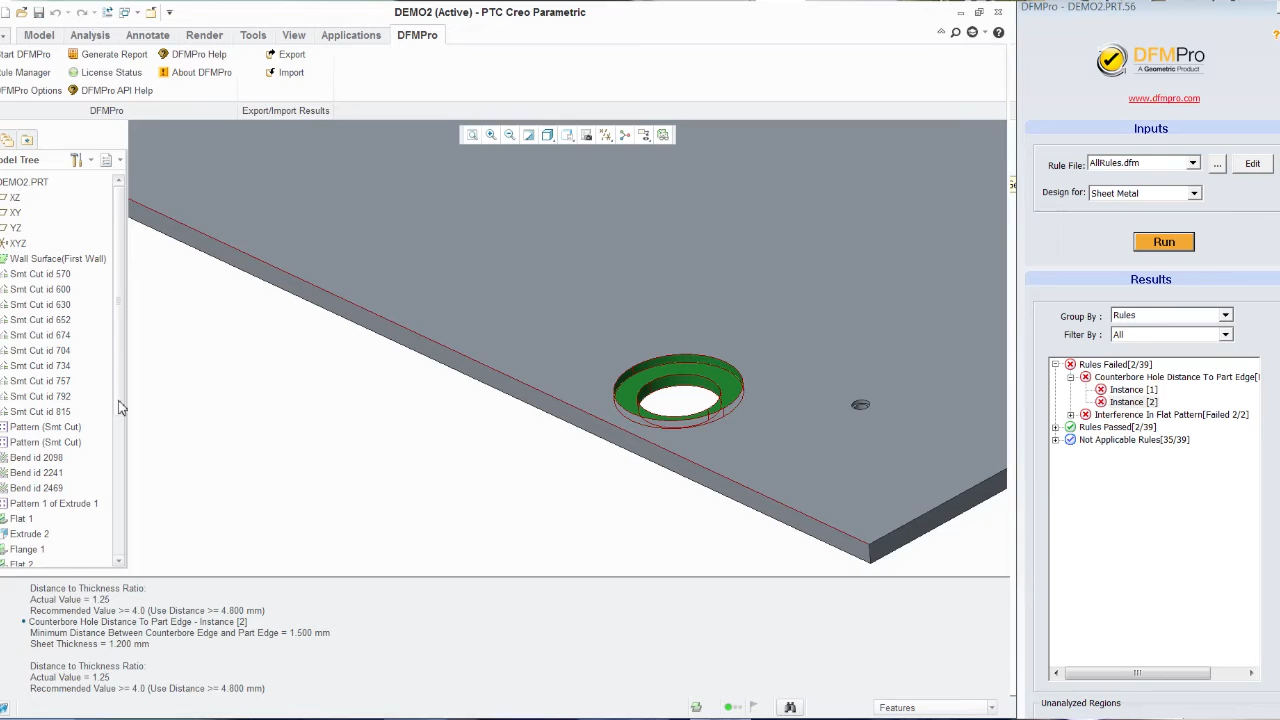 DEMO2 (Active) - PTC Creo Parametric
DFMPro - DEMO2.PRT.56
Model
Analysis
Annotate
Render
Tools
View
Applications
DFMPro
Start DFMPro
Generate Report
DFMPro Help
Export
Rule Manager
License Status
About DFMPro
Import
DFMPro Options
DFMPro API Help
DFMPro
Export/Import Results
Model Tree
DEMO2.PRT
XZ
XY
YZ
XYZ
Wall Surface(First Wall)
Smt Cut id 570
Smt Cut id 600
Smt Cut id 630
Smt Cut id 652
Smt Cut id 674
Smt Cut id 704
Smt Cut id 734
Smt Cut id 757
Smt Cut id 792
Smt Cut id 815
Pattern (Smt Cut)
Pattern (Smt Cut)
Bend id 2098
Bend id 2241
Bend id 2469
Pattern 1 of Extrude 1
Flat 1
Extrude 2
Flange 1
Flat 2
Distance to Thickness Ratio:
Actual Value = 1.25
Recommended Value >= 4.0 (Use Distance >= 4.800 mm)
Counterbore Hole Distance To Part Edge - Instance [2]
Minimum Distance Between Counterbore Edge and Part Edge = 1.500 mm
Sheet Thickness = 1.200 mm
Distance to Thickness Ratio:
Actual Value = 1.25
Recommended Value >= 4.0 (Use Distance >= 4.800 mm)
Features
DFMPro
A Geometric Product
www.dfmpro.com
Inputs
Rule File:
AllRules.dfm
...
Edit
Design for:
Sheet Metal
Run
Results
Group By :
Rules
Filter By :
All
Rules Failed[2/39]
Counterbore Hole Distance To Part Edge[
Instance [1]
Instance [2]
Interference In Flat Pattern[Failed 2/2]
Rules Passed[2/39]
Not Applicable Rules[35/39]
Unanalyzed Regions